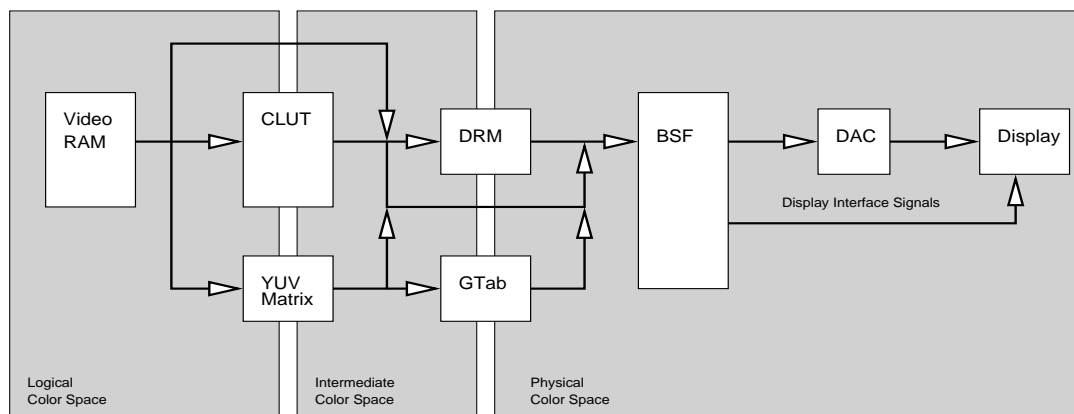 Video
RAM
CLUT
DRM
BSF
DAC
Display
Display Interface Signals
YUV
Matrix
GTab
Logical
Color Space
Intermediate
Color Space
Physical
Color Space